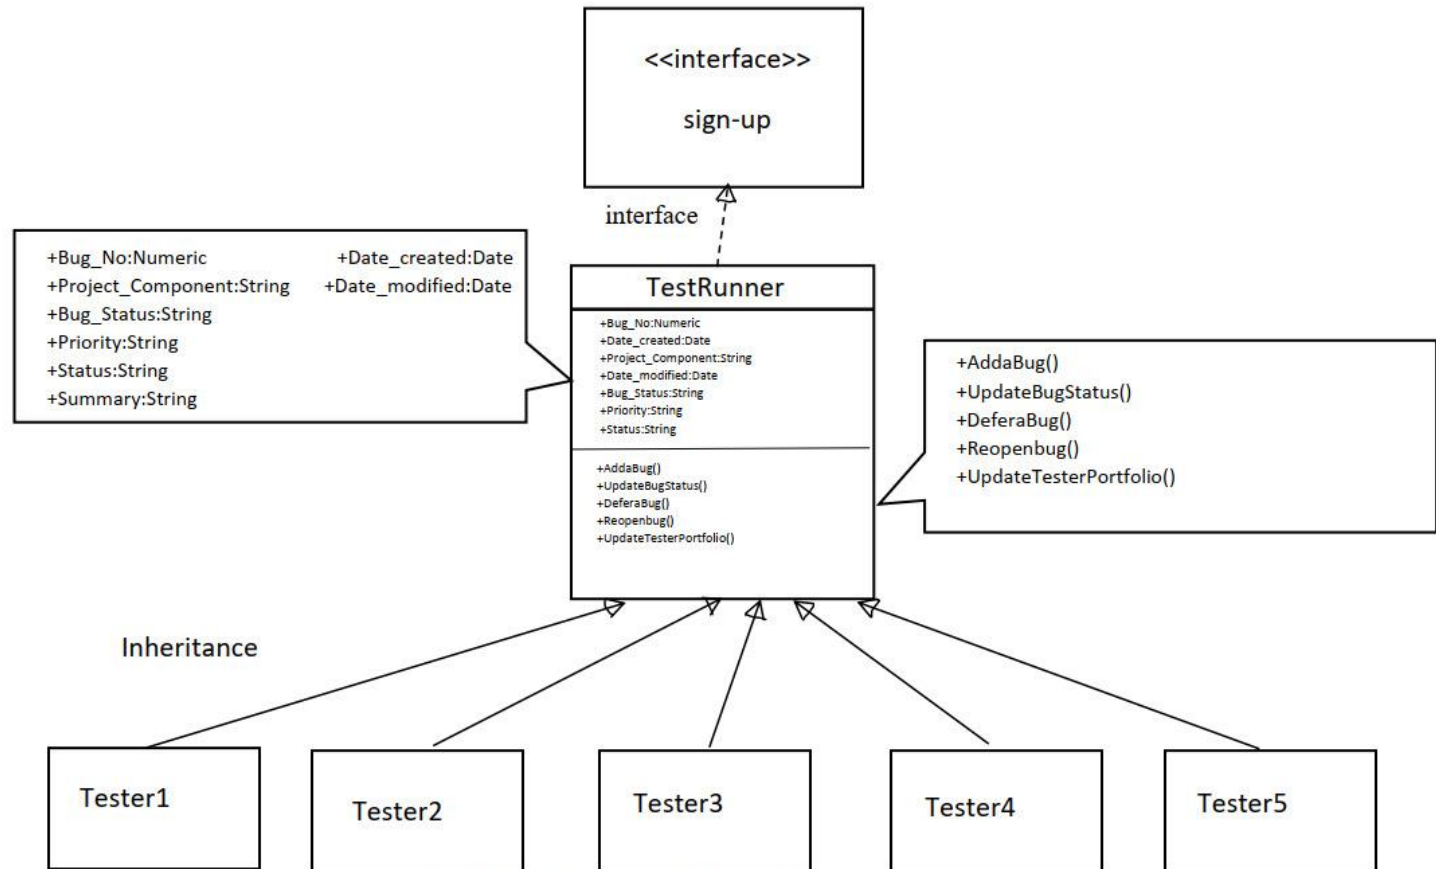 <<interface>>
sign-up
interface
+Bug_No:Numeric +Date_created:Date
+Project_Component:String +Date_modified:Date
+Bug_Status:String
+Priority:String
+Status:String
+Summary:String
TestRunner
+Bug_No:Numeric
+Date_created:Date
+Project_Component:String
+Date_modified:Date
+Bug_Status:String
+Priority:String
+Status:String
+AddaBug()
+UpdateBugStatus()
+DeferaBug()
+Reopenbug()
+UpdateTesterPortfolio()
+AddaBug()
+UpdateBugStatus()
+DeferaBug()
+Reopenbug()
+UpdateTesterPortfolio()
Inheritance
Tester1
Tester2
Tester3
Tester4
Tester5